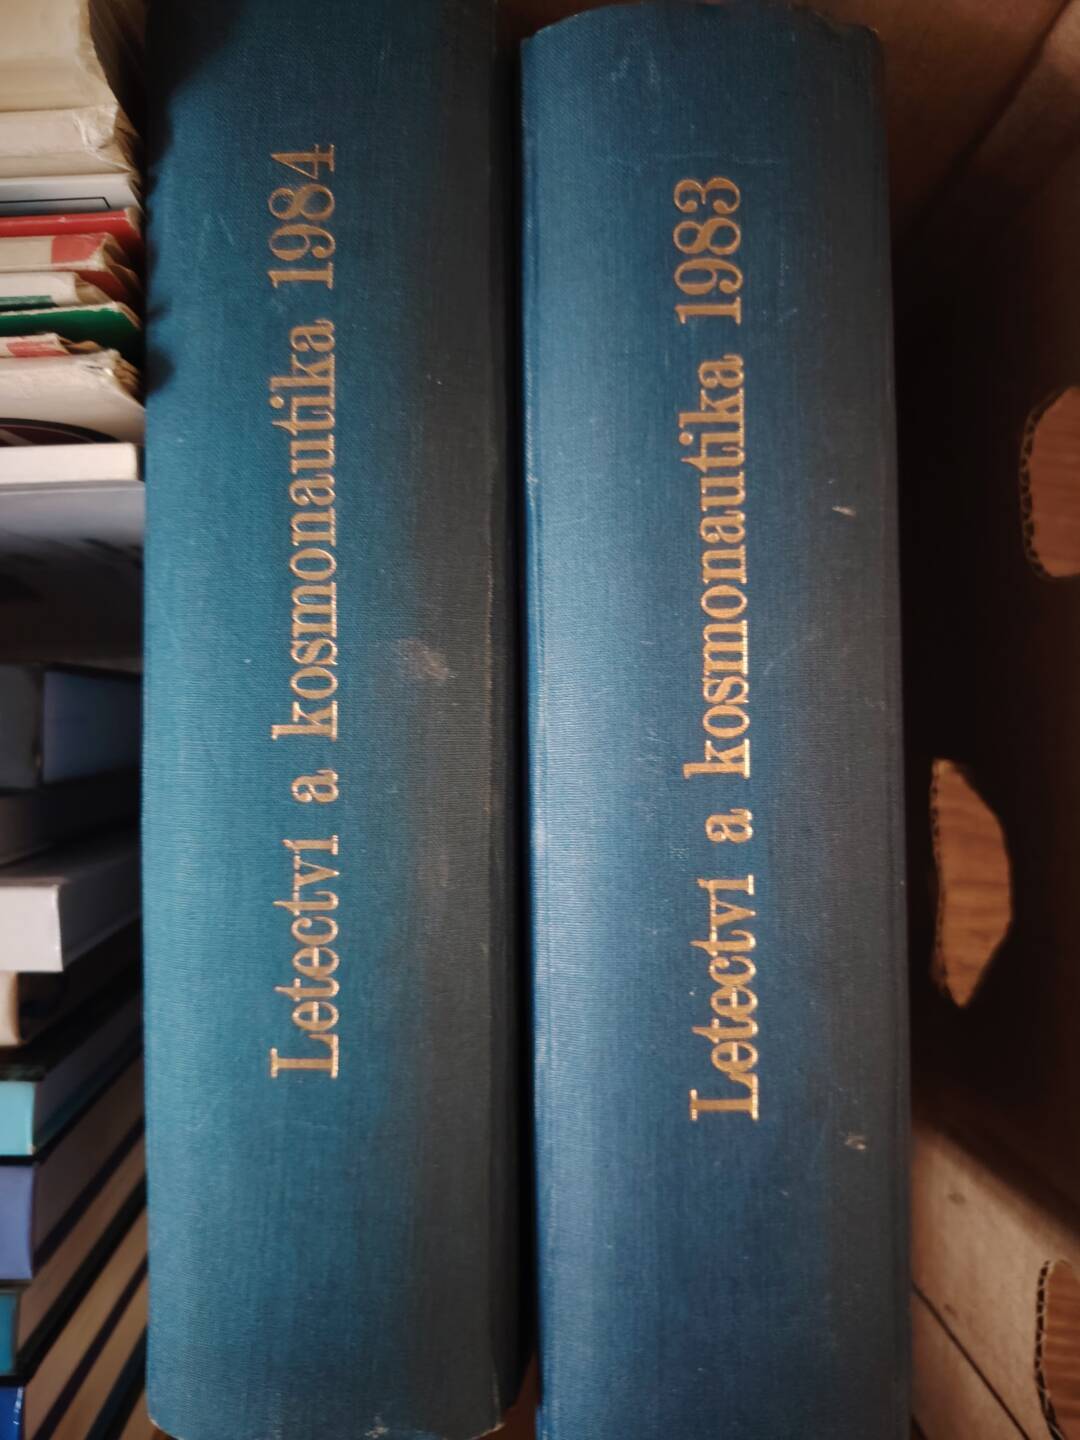 Letectví a kosmonautika 1984
Letectví a kosmonautika 1983